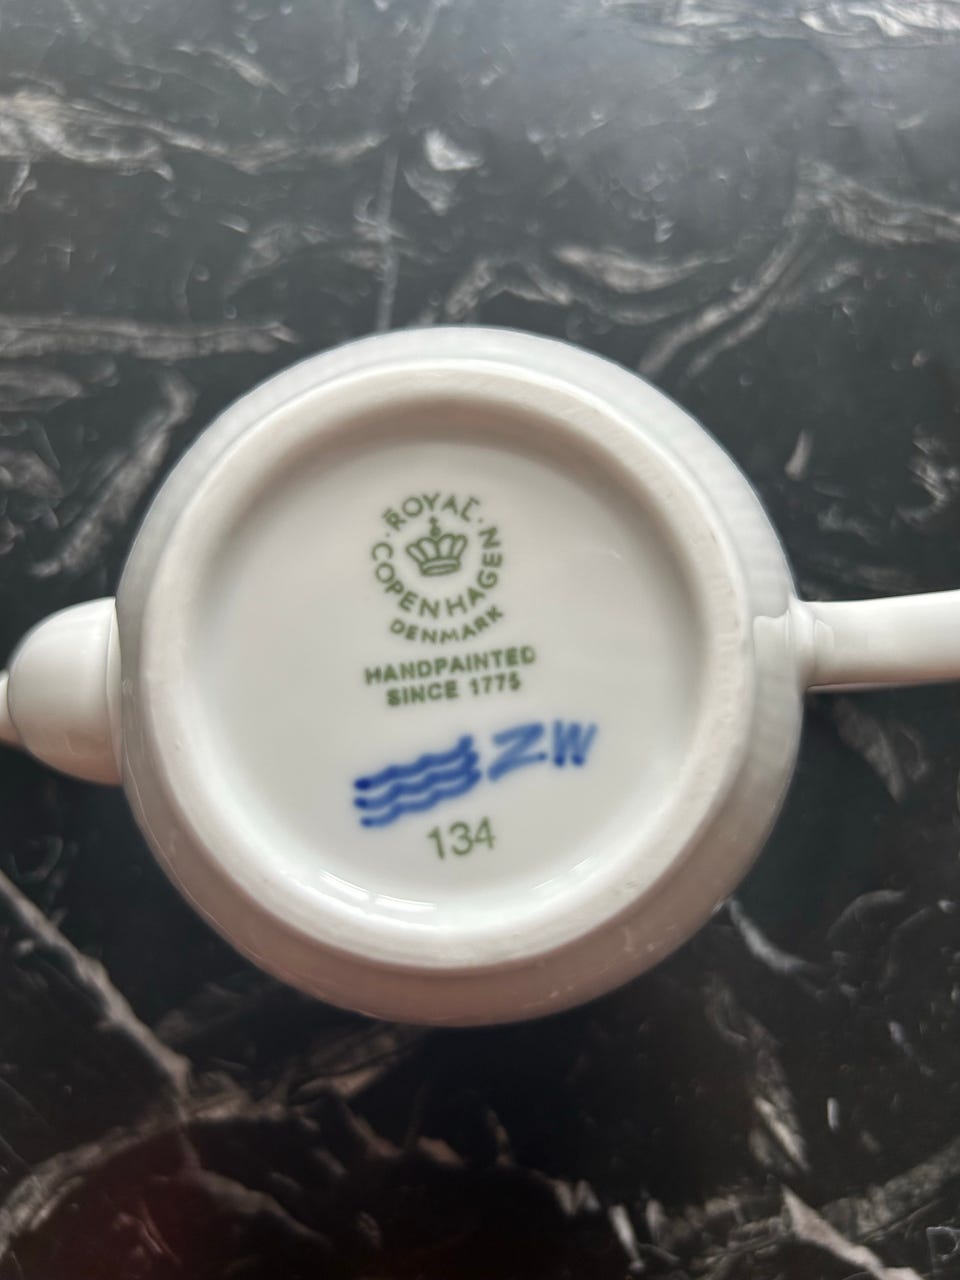 ROYAL
COPENHAGEN
DENMARK
HANDPAINTED
SINCE 1775
ZW
134